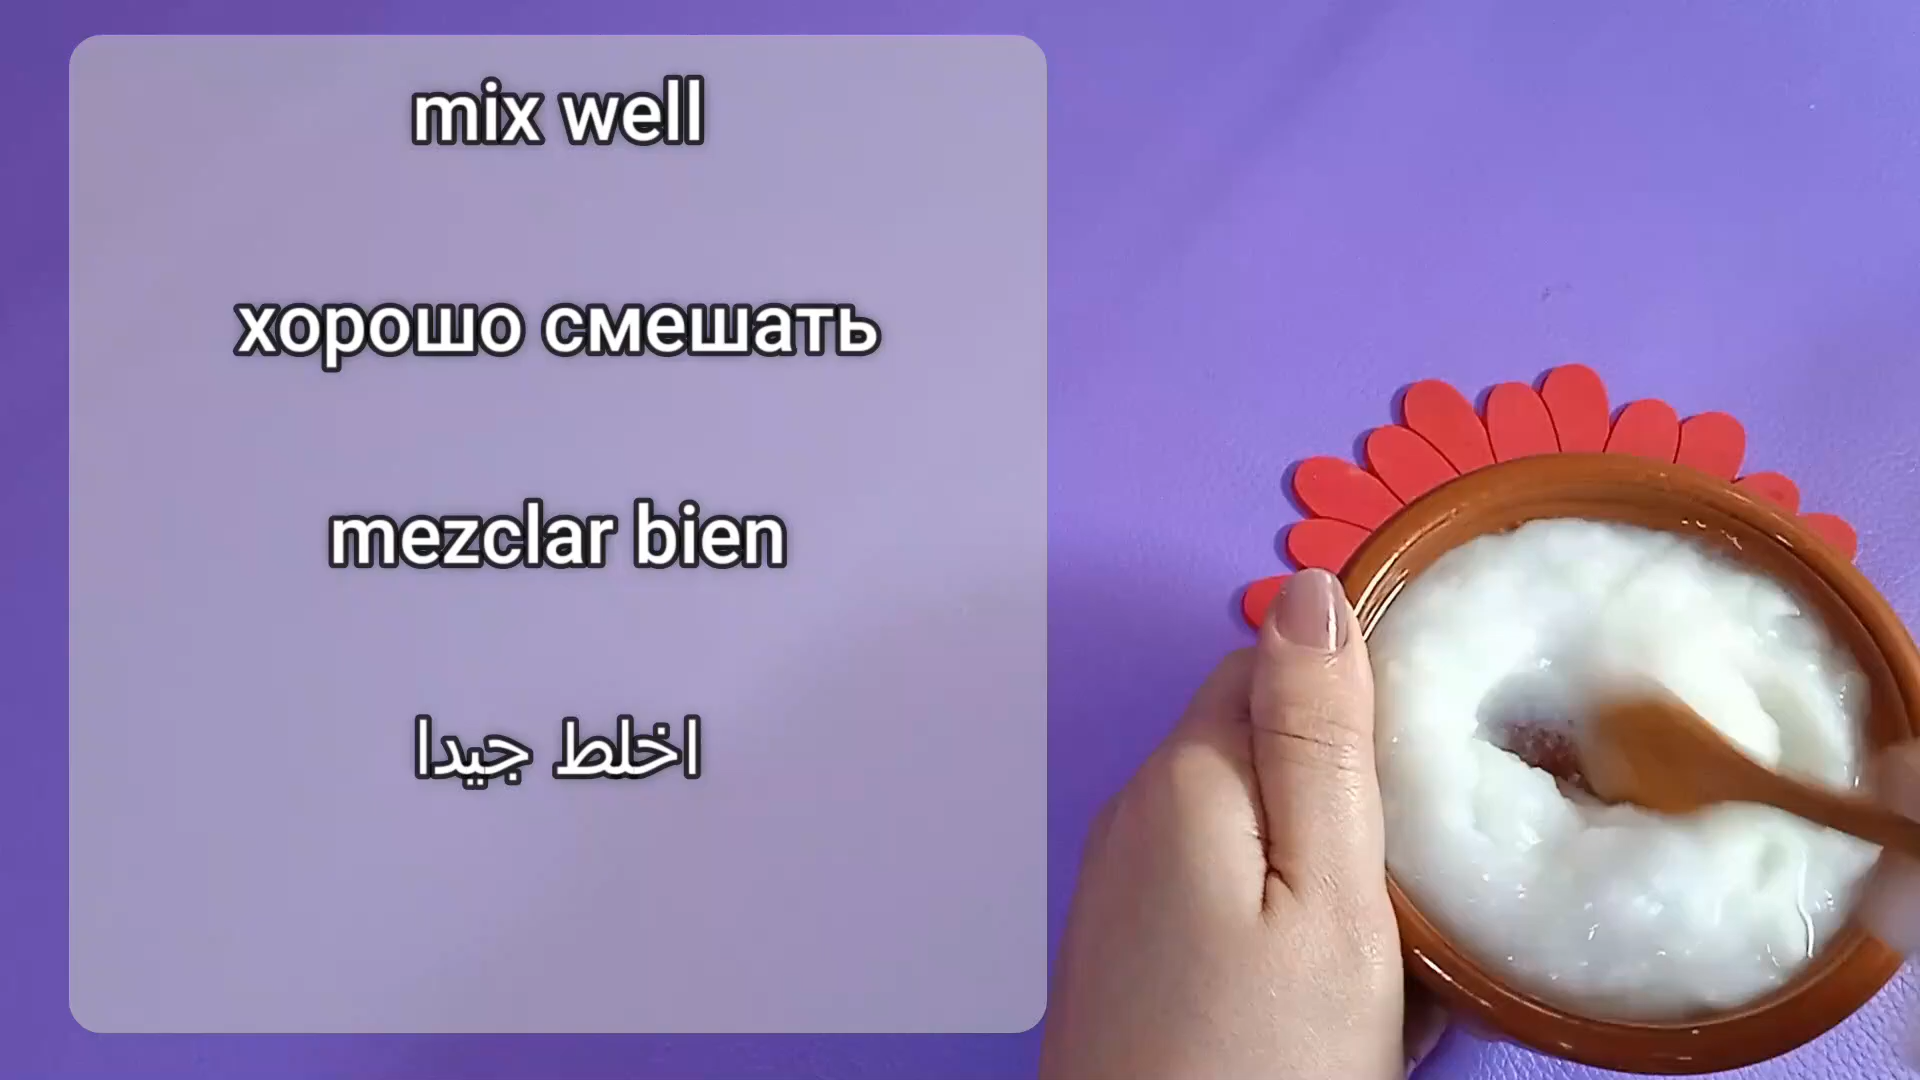 mix well
хорошо смешать
mezclar bien
اخلط جيدا